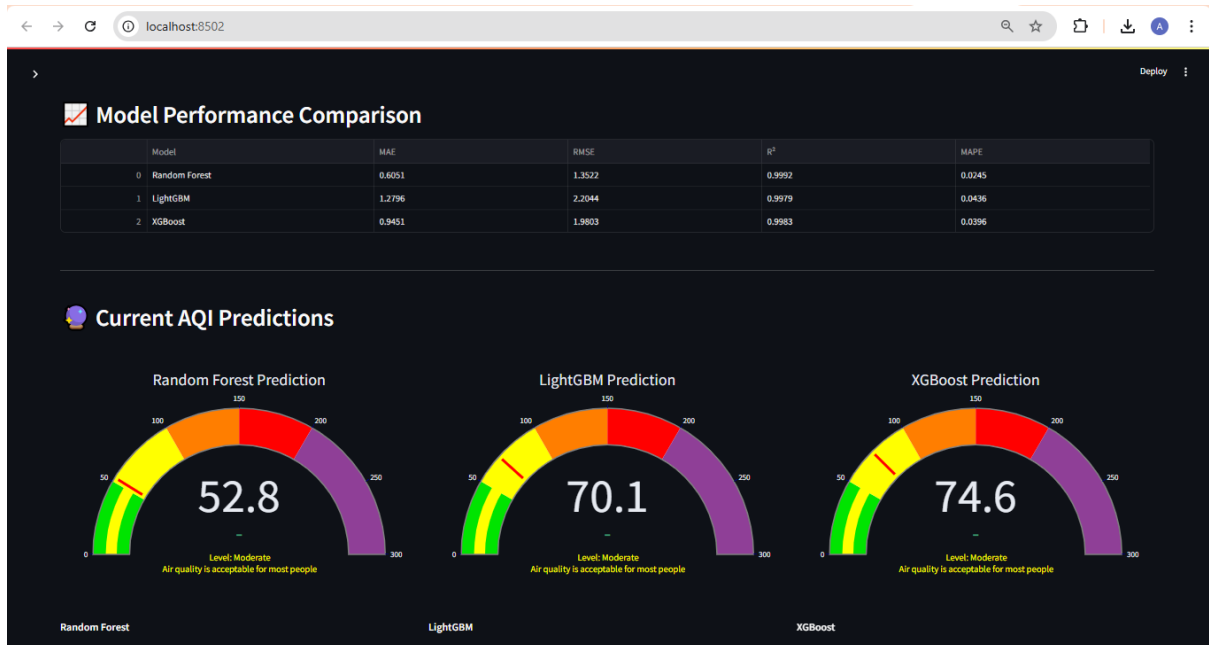 localhost:8502
A
Deploy
Model Performance Comparison
Model MAE RMSE R² MAPE
0 Random Forest 0.6051 1.3522 0.9992 0.0245
1 LightGBM 1.2796 2.2044 0.9979 0.0436
2 XGBoost 0.9451 1.9803 0.9983 0.0396
Current AQI Predictions
Random Forest Prediction
0 50 100 150 200 250 300
52.8
-
Level: Moderate
Air quality is acceptable for most people
LightGBM Prediction
0 50 100 150 200 250 300
70.1
-
Level: Moderate
Air quality is acceptable for most people
XGBoost Prediction
0 50 100 150 200 250 300
74.6
-
Level: Moderate
Air quality is acceptable for most people
Random Forest LightGBM XGBoost